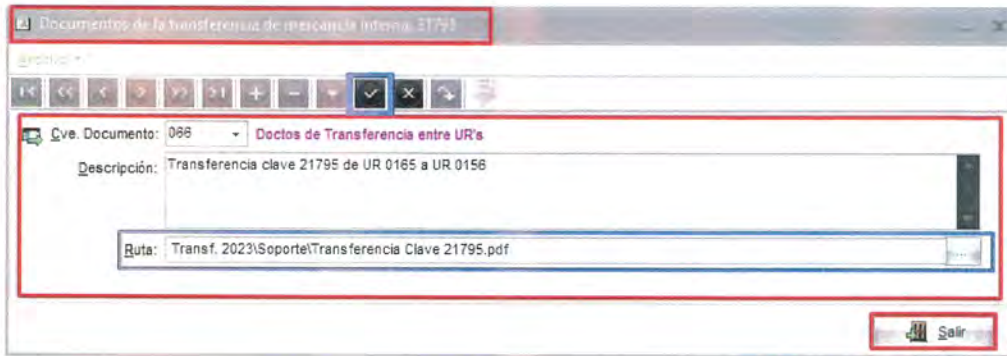 Documentos de la transferencia de mercancía interna:
Archivo
Cve. Documento: 066 Doctos de Transferencia entre UR's
Descripción: Transferencia clave 21795 de UR 0165 a UR 0156
Ruta: Transf. 2023\Soporte\Transferencia Clave 21795.pdf
Salir